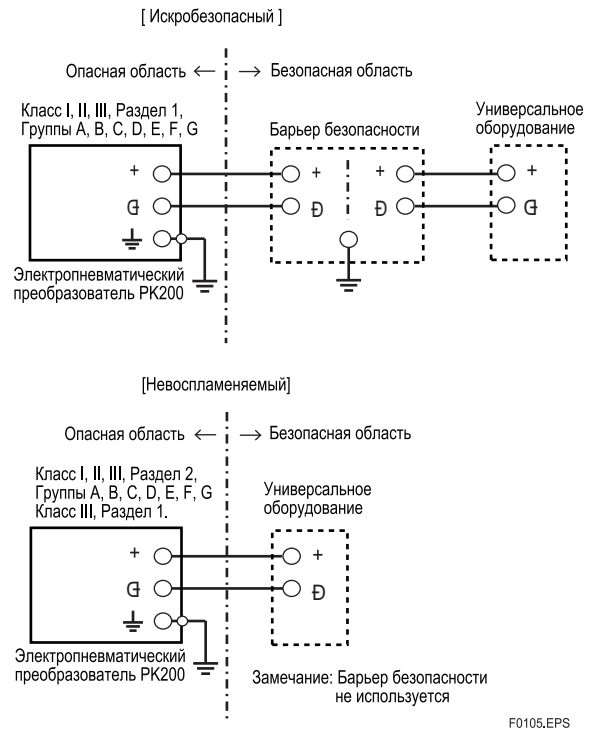 [ Искробезопасный ]
Опасная область ← → Безопасная область
Класс I, II, III, Раздел 1,
Группы A, B, C, D, E, F, G
Барьер безопасности
Универсальное
оборудование
+ + + +
Электропневматический
преобразователь PK200
[Невоспламеняемый]
Опасная область ← → Безопасная область
Класс I, II, III, Раздел 2,
Группы A, B, C, D, E, F, G
Класс III, Раздел 1.
Универсальное
оборудование
+ +
Электропневматический
преобразователь PK200
Замечание: Барьер безопасности
не используется
F0105.EPS